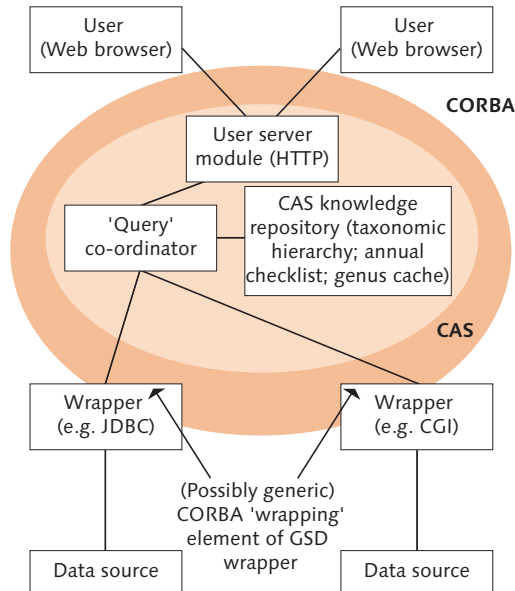 User
(Web browser)
User
(Web browser)
CORBA
User server
module (HTTP)
CAS knowledge
repository (taxonomic
hierarchy; annual
checklist; genus cache)
'Query'
co-ordinator
CAS
Wrapper
(e.g. JDBC)
Wrapper
(e.g. CGI)
(Possibly generic)
CORBA 'wrapping'
element of GSD
wrapper
Data source
Data source